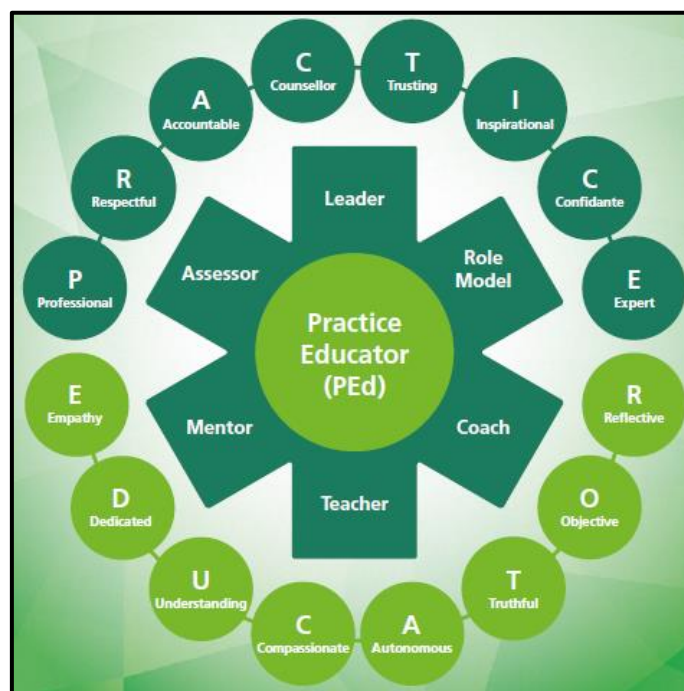 P
Professional
R
Respectful
A
Accountable
C
Counsellor
T
Trusting
I
Inspirational
C
Confidante
E
Expert
E
Empathy
D
Dedicated
U
Understanding
C
Compassionate
A
Autonomous
T
Truthful
O
Objective
R
Reflective
Leader
Role
Model
Coach
Teacher
Mentor
Assessor
Practice
Educator
(PEd)